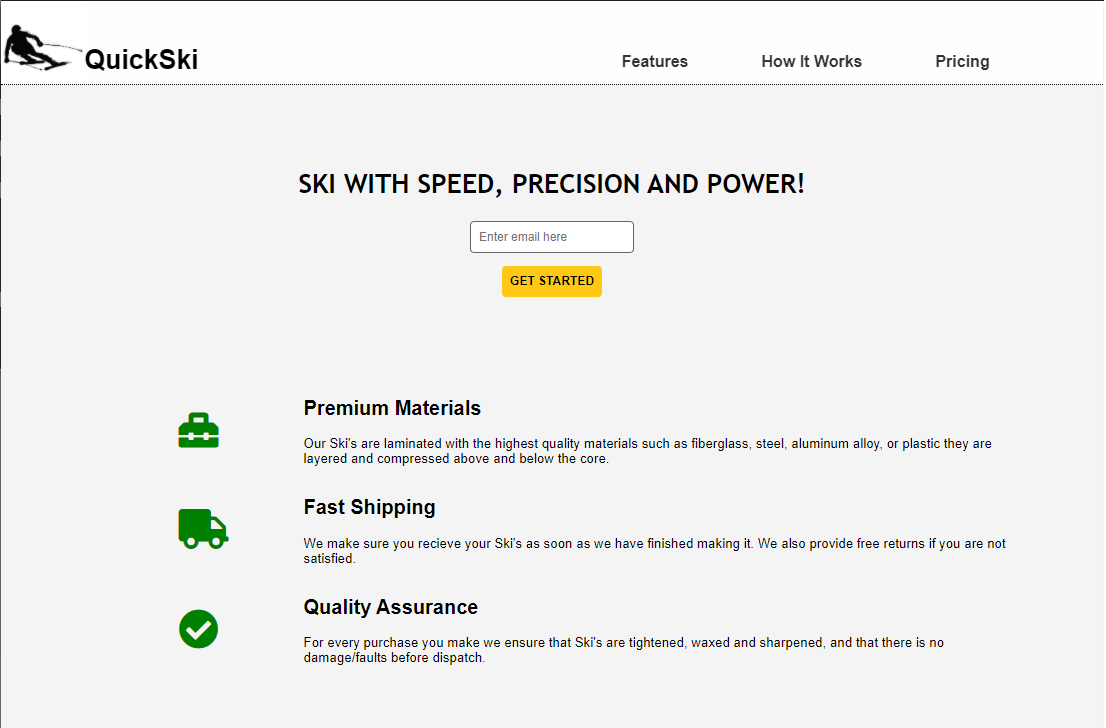 QuickSki
Features
How It Works
Pricing
SKI WITH SPEED, PRECISION AND POWER!
Enter email here
GET STARTED
Premium Materials
Our Ski's are laminated with the highest quality materials such as fiberglass, steel, aluminum alloy, or plastic they are
layered and compressed above and below the core.
Fast Shipping
We make sure you recieve your Ski's as soon as we have finished making it. We also provide free returns if you are not
satisfied.
Quality Assurance
For every purchase you make we ensure that Ski's are tightened, waxed and sharpened, and that there is no
damage/faults before dispatch.